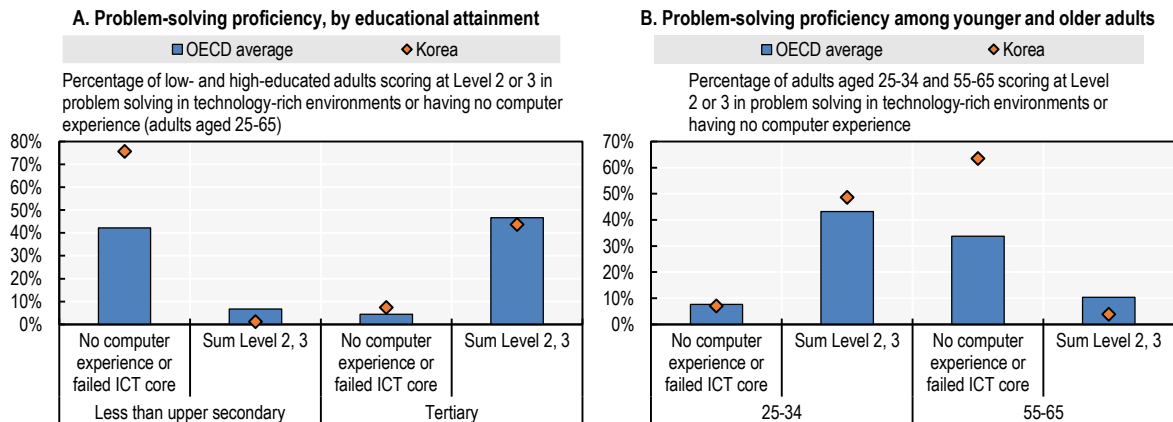 A. Problem-solving proficiency, by educational attainment
OECD average Korea
Percentage of low- and high-educated adults scoring at Level 2 or 3 in
problem solving in technology-rich environments or having no computer
experience (adults aged 25-65)
80%
70%
60%
50%
40%
30%
20%
10%
0%
No computer
experience or
failed ICT core
Sum Level 2, 3
No computer
experience or
failed ICT core
Sum Level 2, 3
Less than upper secondary
Tertiary
B. Problem-solving proficiency among younger and older adults
OECD average Korea
Percentage of adults aged 25-34 and 55-65 scoring at Level
2 or 3 in problem solving in technology-rich environments or
having no computer experience
70%
60%
50%
40%
30%
20%
10%
0%
No computer
experience or
failed ICT core
Sum Level 2, 3
No computer
experience or
failed ICT core
Sum Level 2, 3
25-34
55-65